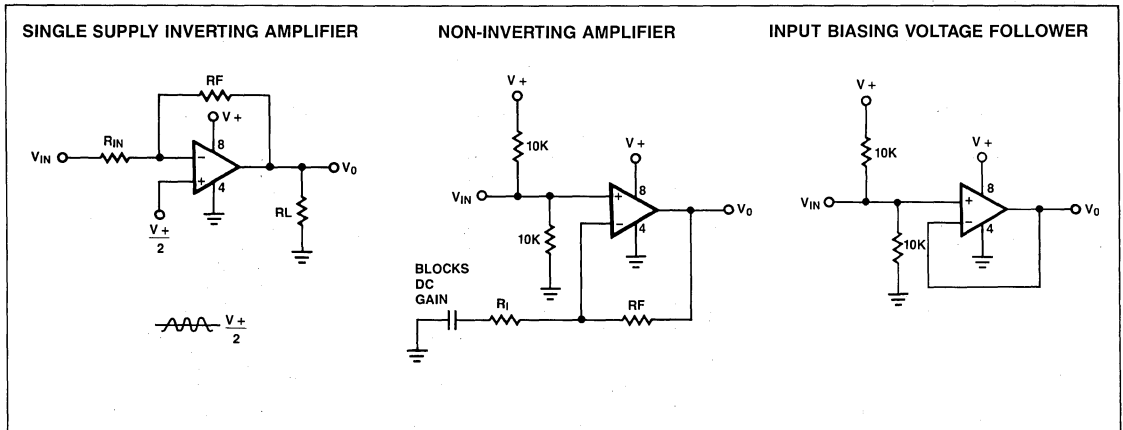 SINGLE SUPPLY INVERTING AMPLIFIER
RF
V +
RIN
VIN
8
−
+
4
V0
RL
V +
2
V +
2
NON-INVERTING AMPLIFIER
V +
10K
V +
VIN
8
+
−
4
V0
10K
BLOCKS
DC
GAIN
RI
RF
INPUT BIASING VOLTAGE FOLLOWER
V +
10K
V +
VIN
8
+
−
4
V0
10K